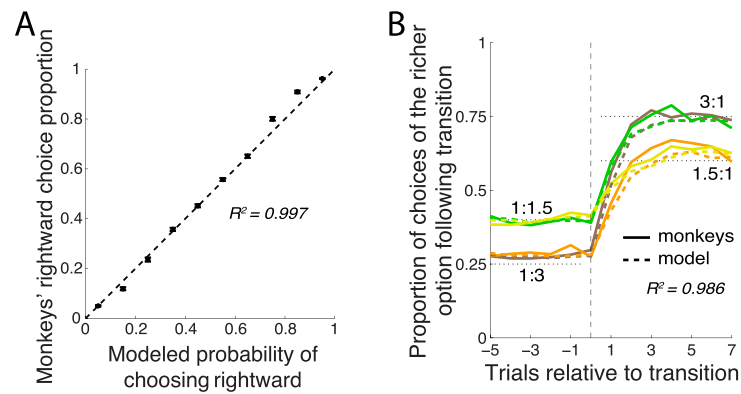 A
Monkeys' rightward choice proportion
1
0.8
0.6
0.4
0.2
0
0
0.2
0.4
0.6
0.8
1
R² = 0.997
Modeled probability of
choosing rightward
B
Proportion of choices of the richer
option following transition
1
0.75
0.5
0.25
0
3:1
1.5:1
1:1.5
1:3
monkeys
model
R² = 0.986
−5
−3
−1
1
3
5
7
Trials relative to transition